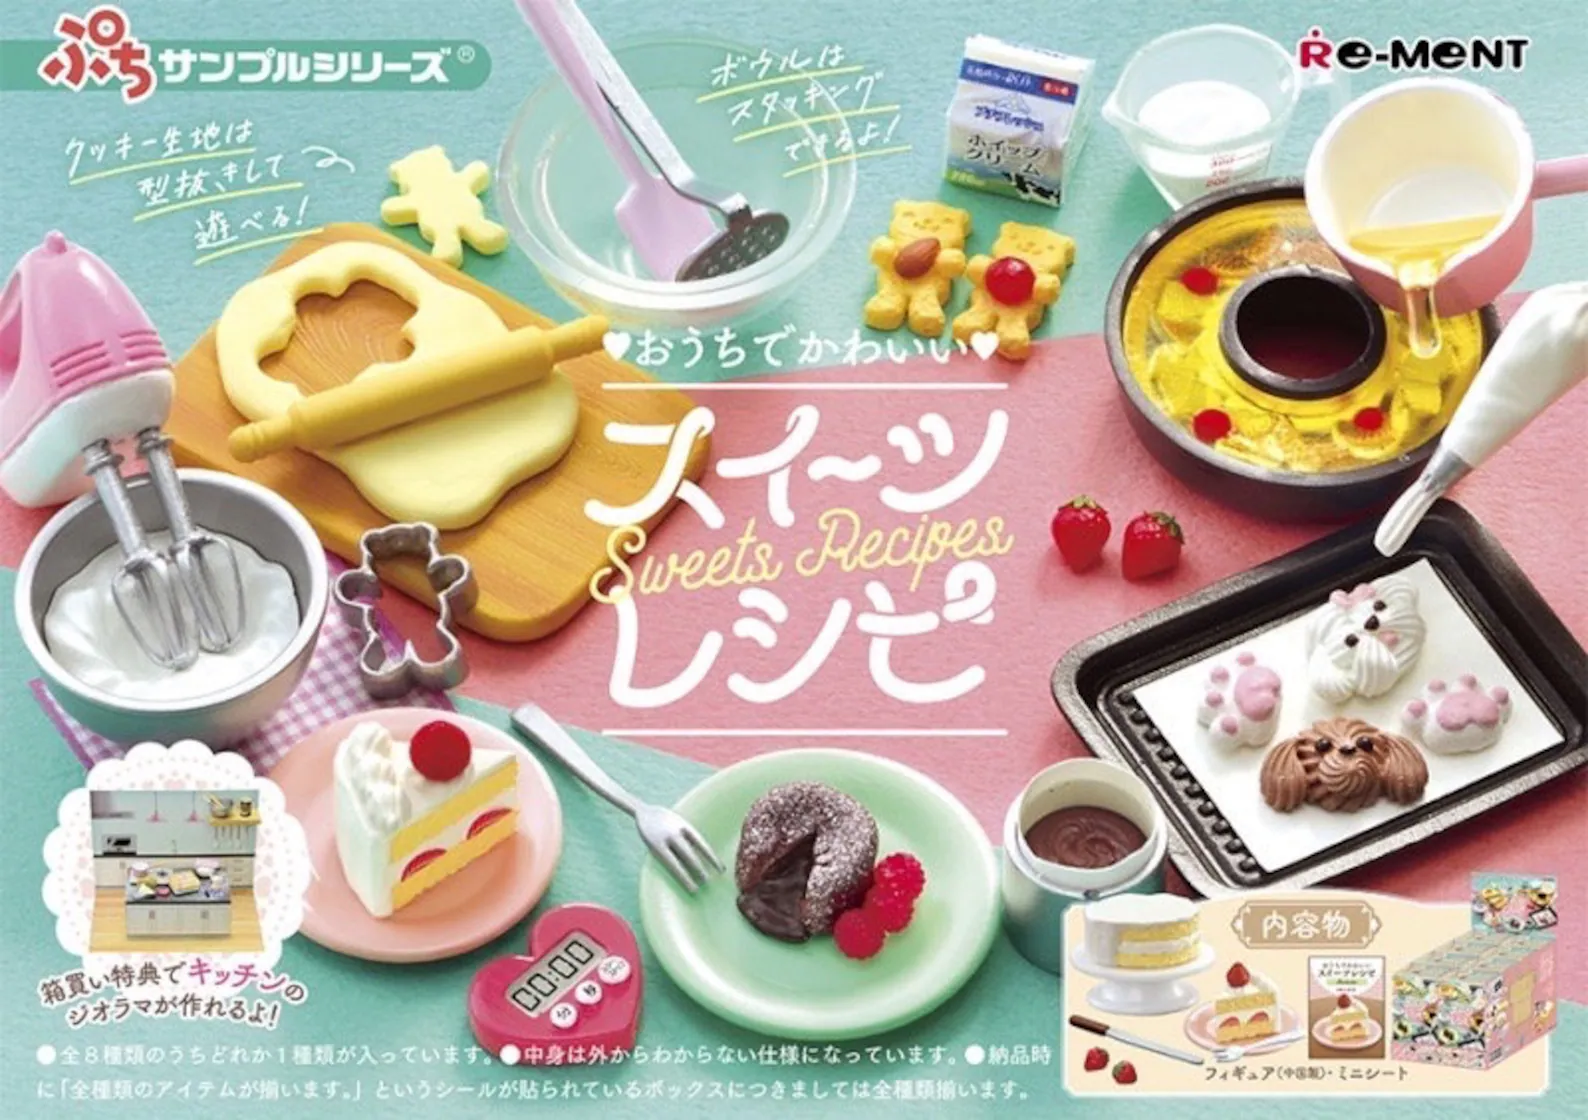 ぷちサンプルシリーズ®
Re-MeNT
クッキー生地は
型抜きして
遊べる!
ボウルは
スタッキング
できるよ!
ホイップ
クリーム
♥おうちでかわいい♥
スイーツ
Sweets Recipes
レシピ
00:00
分
秒
箱買い特典でキッチンの
ジオラマが作れるよ!
内容物
スイーツレシピ
フィギュア(中国製)・ミニシート
●全8種類のうちどれか1種類が入っています。●中身は外からわからない仕様になっています。●納品時
に「全種類のアイテムが揃います。」というシールが貼られているボックスにつきましては全種類揃います。